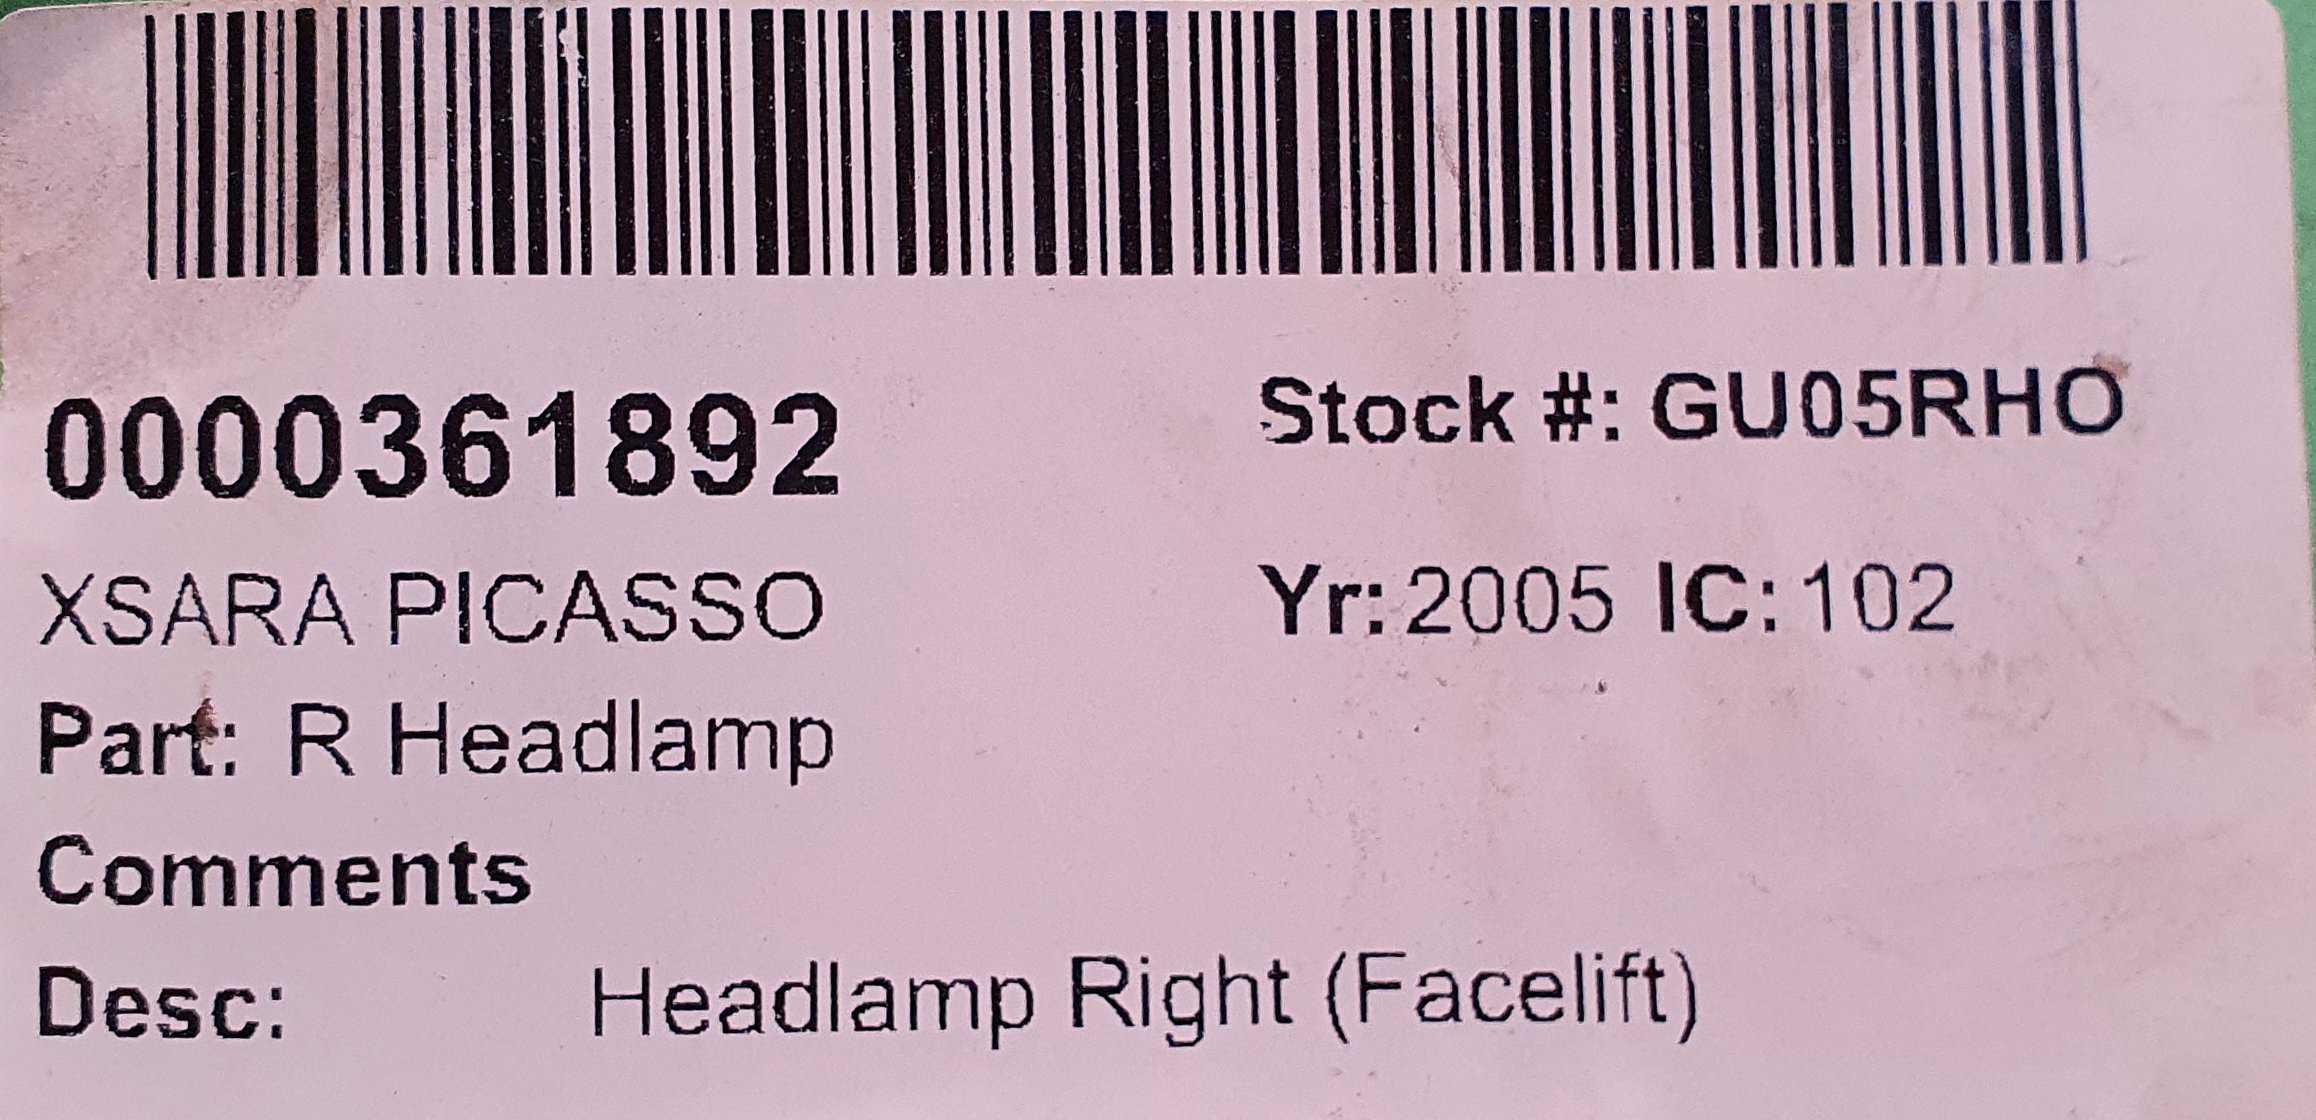 0000361892 Stock #: GU05RHO
XSARA PICASSO Yr: 2005 IC: 102
Part: R Headlamp
Comments
Desc: Headlamp Right (Facelift)